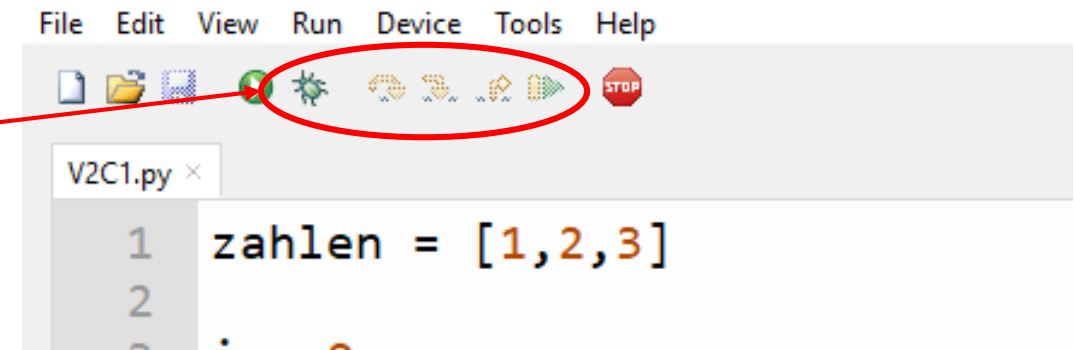 File Edit View Run Device Tools Help
STOP
V2C1.py ×
1 zahlen = [1,2,3]
2